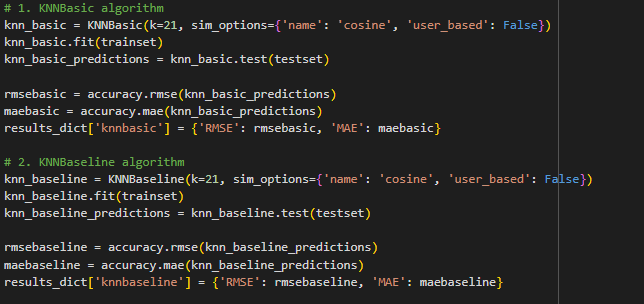 # 1. KNNBasic algorithm
knn_basic = KNNBasic(k=21, sim_options={'name': 'cosine', 'user_based': False})
knn_basic.fit(trainset)
knn_basic_predictions = knn_basic.test(testset)
rmsebasic = accuracy.rmse(knn_basic_predictions)
maebasic = accuracy.mae(knn_basic_predictions)
results_dict['knnbasic'] = {'RMSE': rmsebasic, 'MAE': maebasic}
# 2. KNNBaseline algorithm
knn_baseline = KNNBaseline(k=21, sim_options={'name': 'cosine', 'user_based': False})
knn_baseline.fit(trainset)
knn_baseline_predictions = knn_baseline.test(testset)
rmsebaseline = accuracy.rmse(knn_baseline_predictions)
maebaseline = accuracy.mae(knn_baseline_predictions)
results_dict['knnbaseline'] = {'RMSE': rmsebaseline, 'MAE': maebaseline}